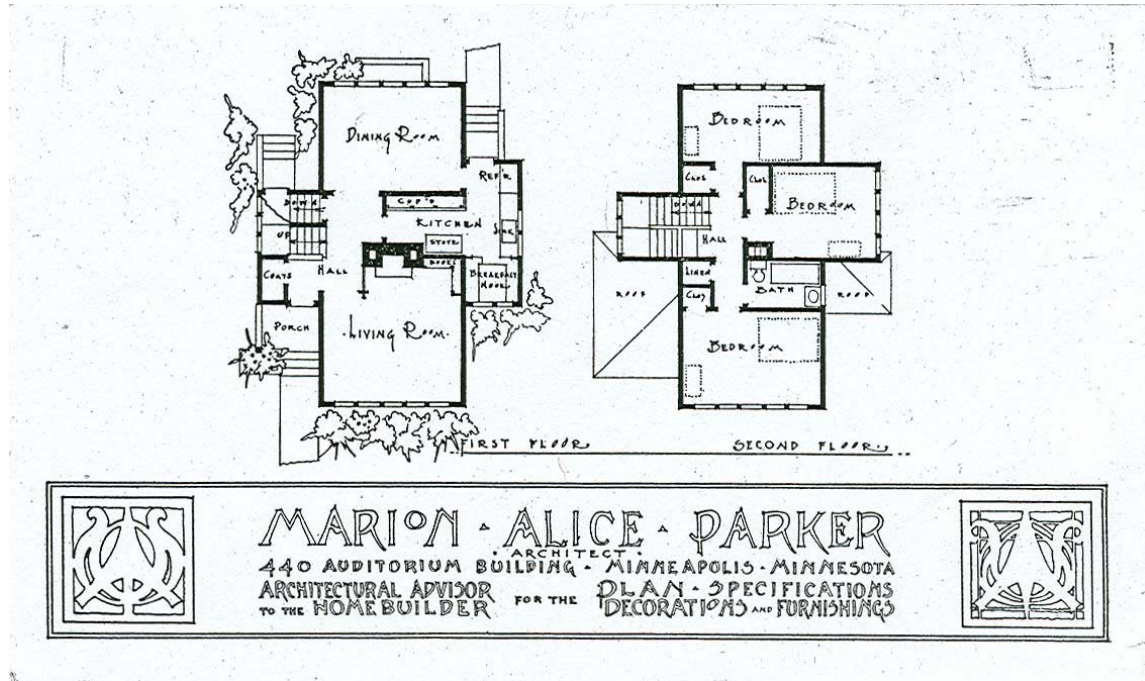 DINING ROOM
REFR
DOWN
CUP'D
KITCHEN
UP
STOVE
SINK
COATS
HALL
BREAKFAST
NOOK
PORCH
LIVING ROOM
BEDROOM
CLOS
CLOS
BEDROOM
DOWN
HALL
LINEN
BATH
ROOF
CLOS
ROOF
BEDROOM
FIRST FLOOR
SECOND FLOOR
MARION · ALICE · PARKER
· ARCHITECT ·
440 AUDITORIUM BUILDING · MINNEAPOLIS · MINNESOTA
ARCHITECTURAL ADVISOR
TO THE HOMEBUILDER
FOR THE
PLAN · SPECIFICATIONS
DECORATIONS AND FURNISHINGS